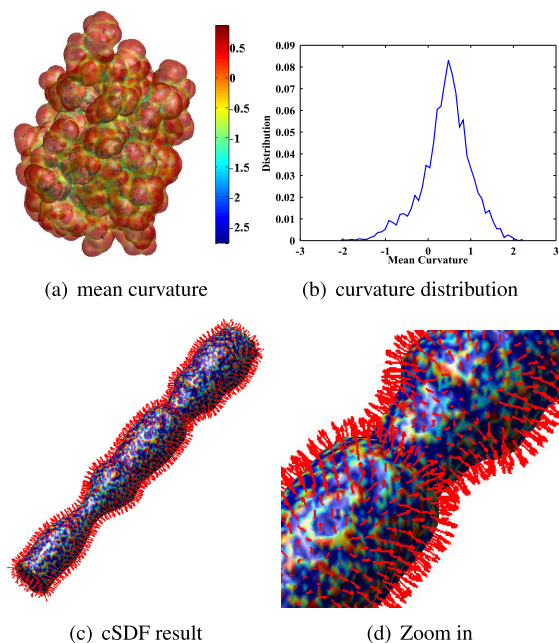 0.5
0
-0.5
-1
-1.5
-2
-2.5
0.09
0.08
0.07
0.06
0.05
0.04
0.03
0.02
0.01
0
Distribution
-3 -2 -1 0 1 2 3
Mean Curvature
(a) mean curvature
(b) curvature distribution
(c) cSDF result
(d) Zoom in